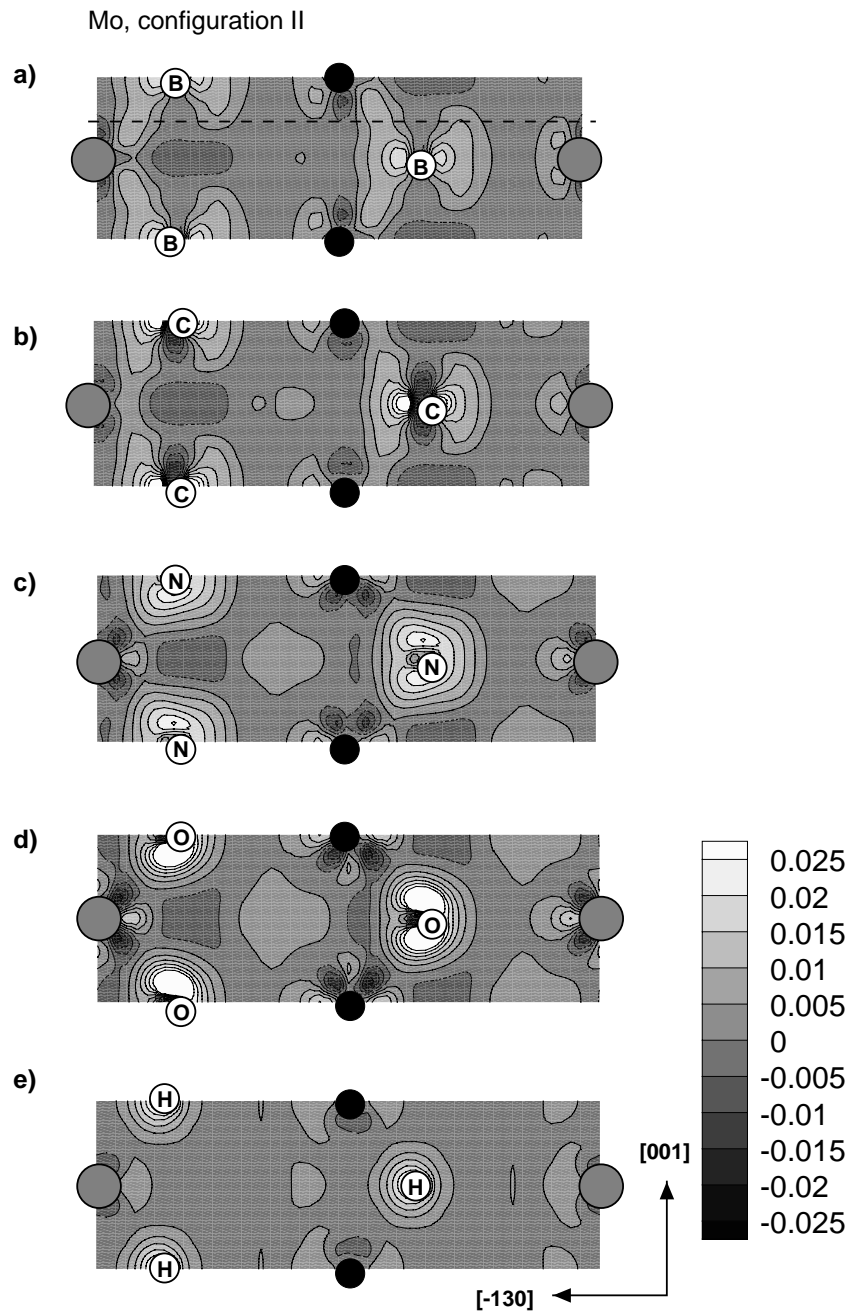 Mo, configuration II
a)
B
B
B
b)
C
C
C
c)
N
N
N
d)
O
O
O
e)
H
H
H
0.025
0.02
0.015
0.01
0.005
0
-0.005
-0.01
-0.015
-0.02
-0.025
[001]
[-130]